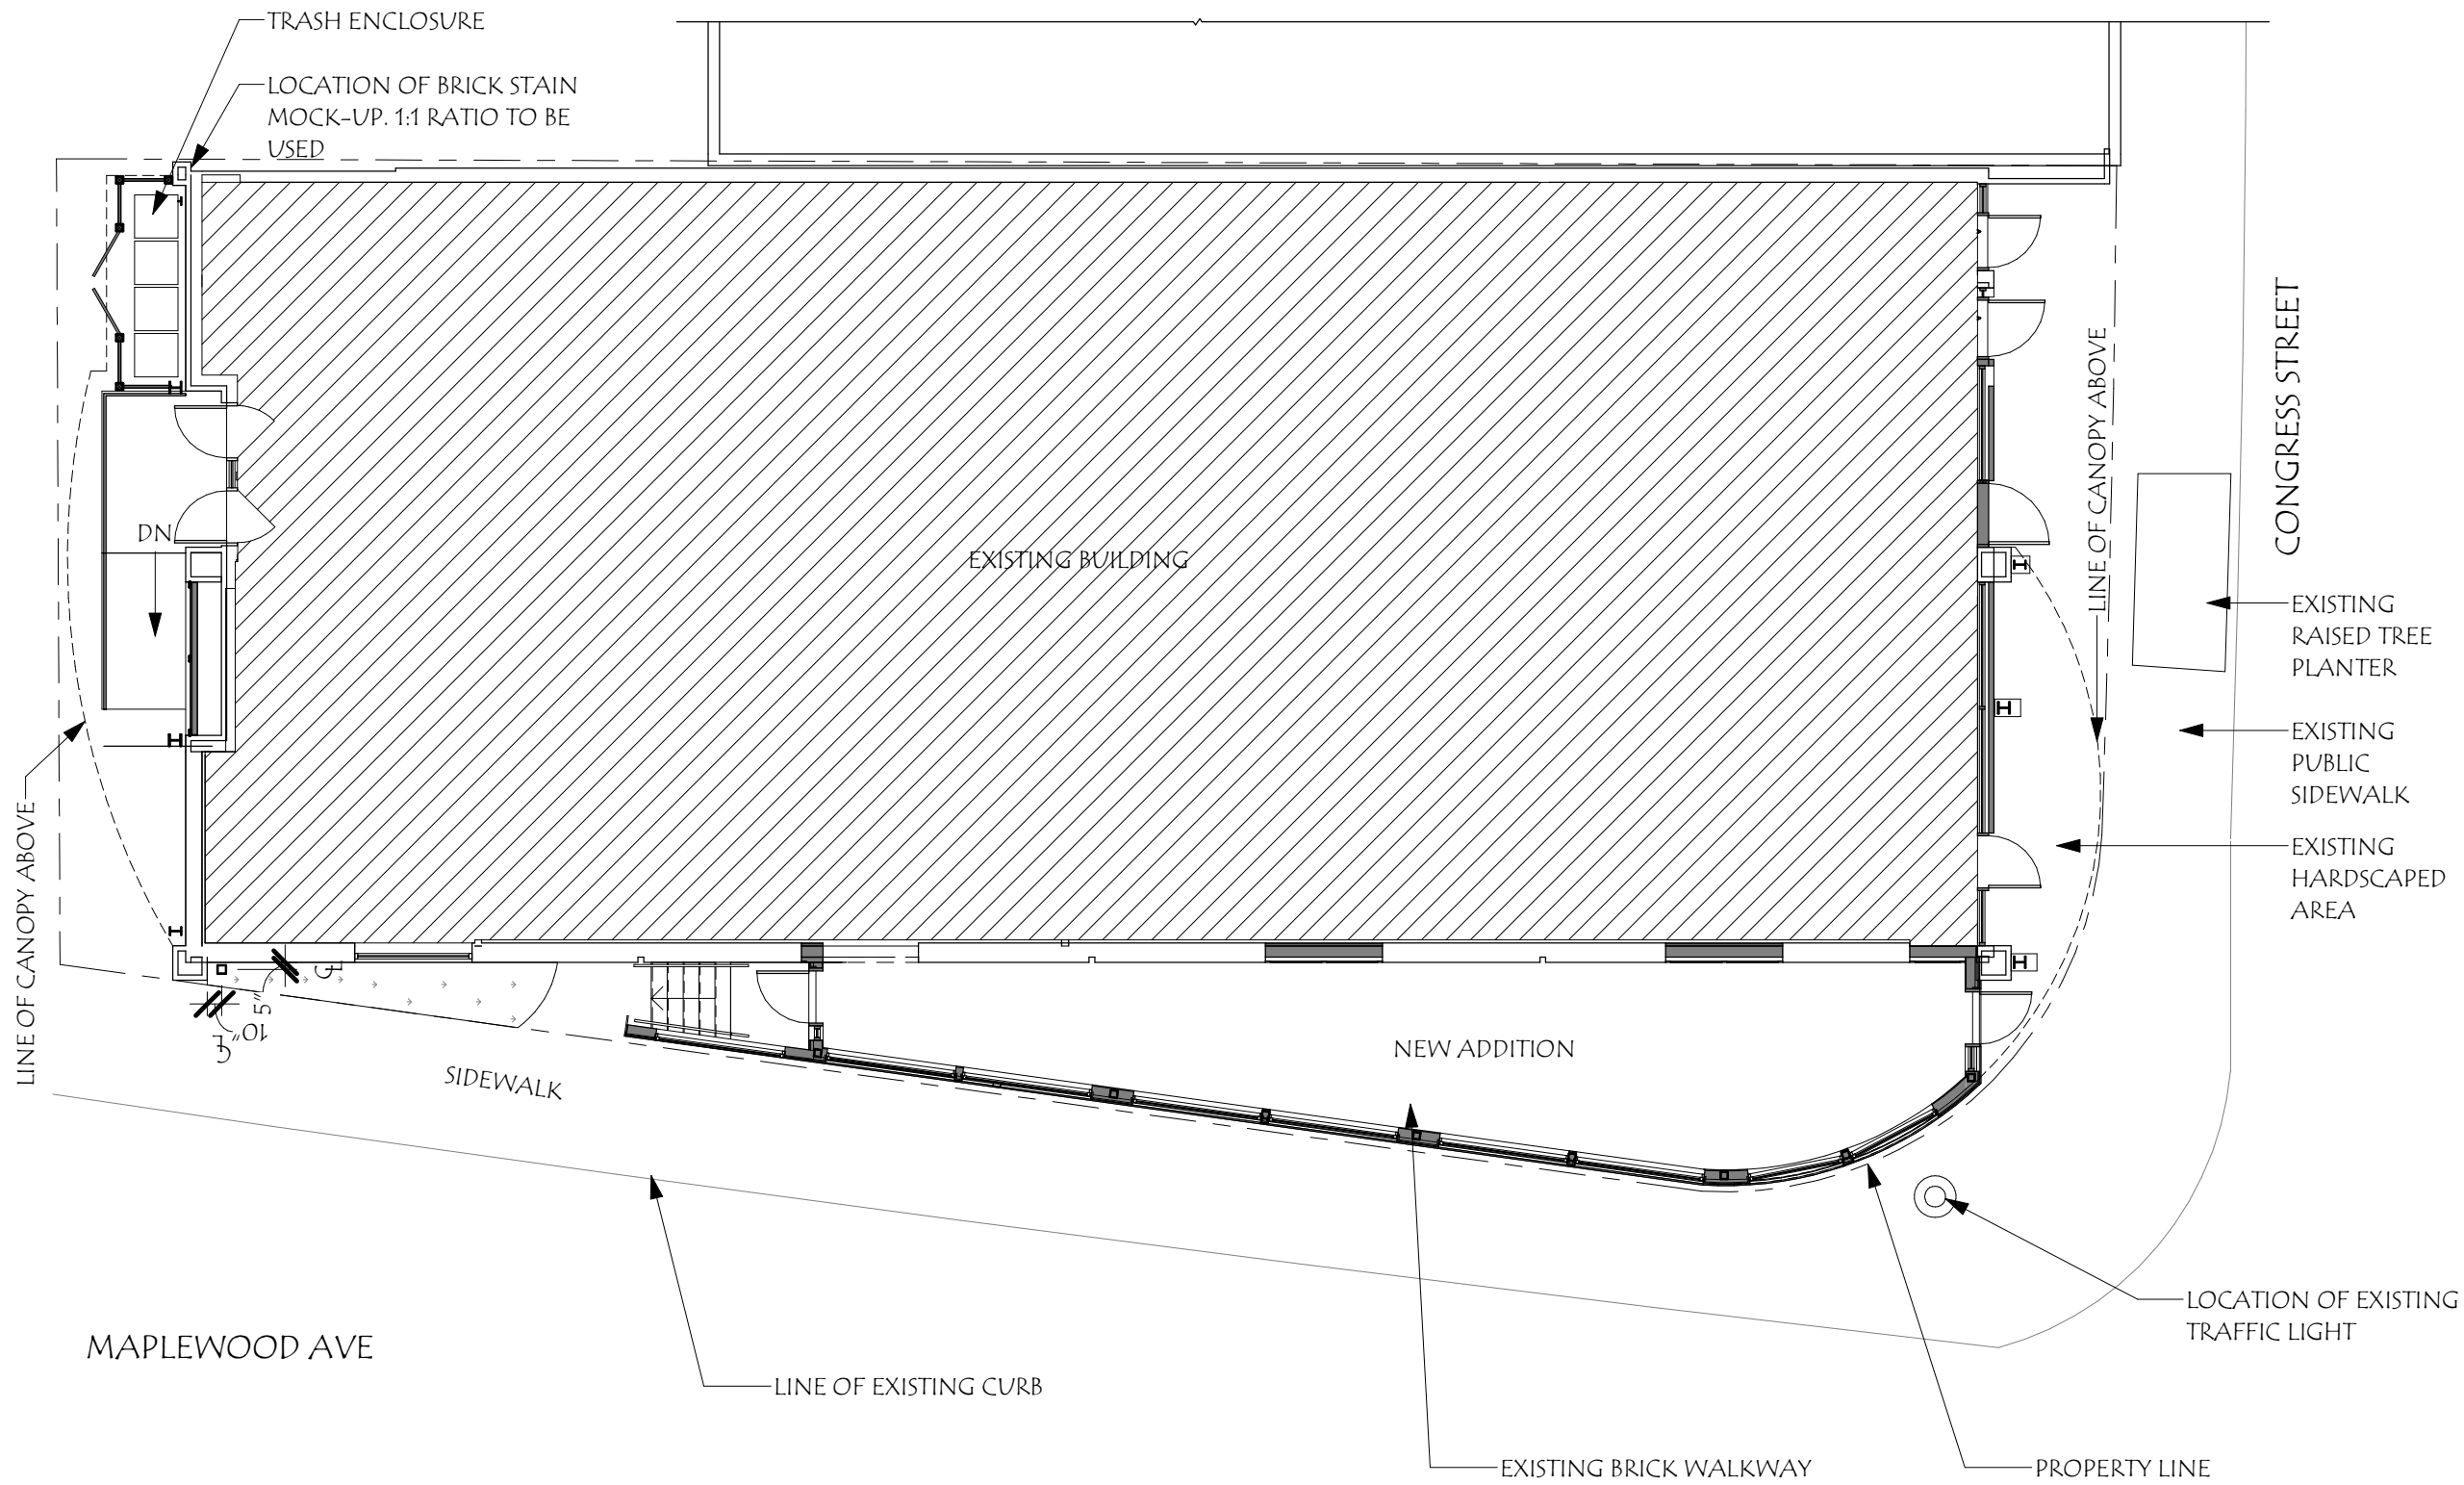 TRASH ENCLOSURE
LOCATION OF BRICK STAIN
MOCK-UP. 1:1 RATIO TO BE
USED
CONGRESS STREET
LINE OF CANOPY ABOVE
DN
EXISTING BUILDING
EXISTING
RAISED TREE
PLANTER
EXISTING
PUBLIC
SIDEWALK
EXISTING
HARDSCAPED
AREA
LINE OF CANOPY ABOVE
5"
10"
SIDEWALK
NEW ADDITION
LOCATION OF EXISTING
TRAFFIC LIGHT
MAPLEWOOD AVE
LINE OF EXISTING CURB
EXISTING BRICK WALKWAY
PROPERTY LINE